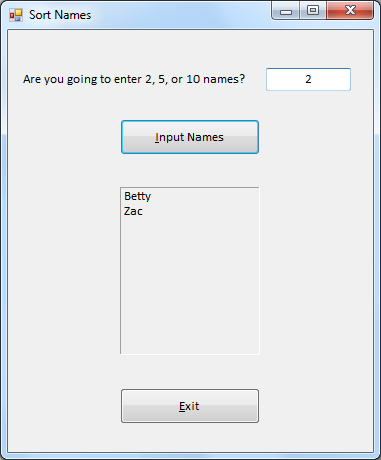 Sort Names
Are you going to enter 2, 5, or 10 names? 2
Input Names
Betty
Zac
Exit